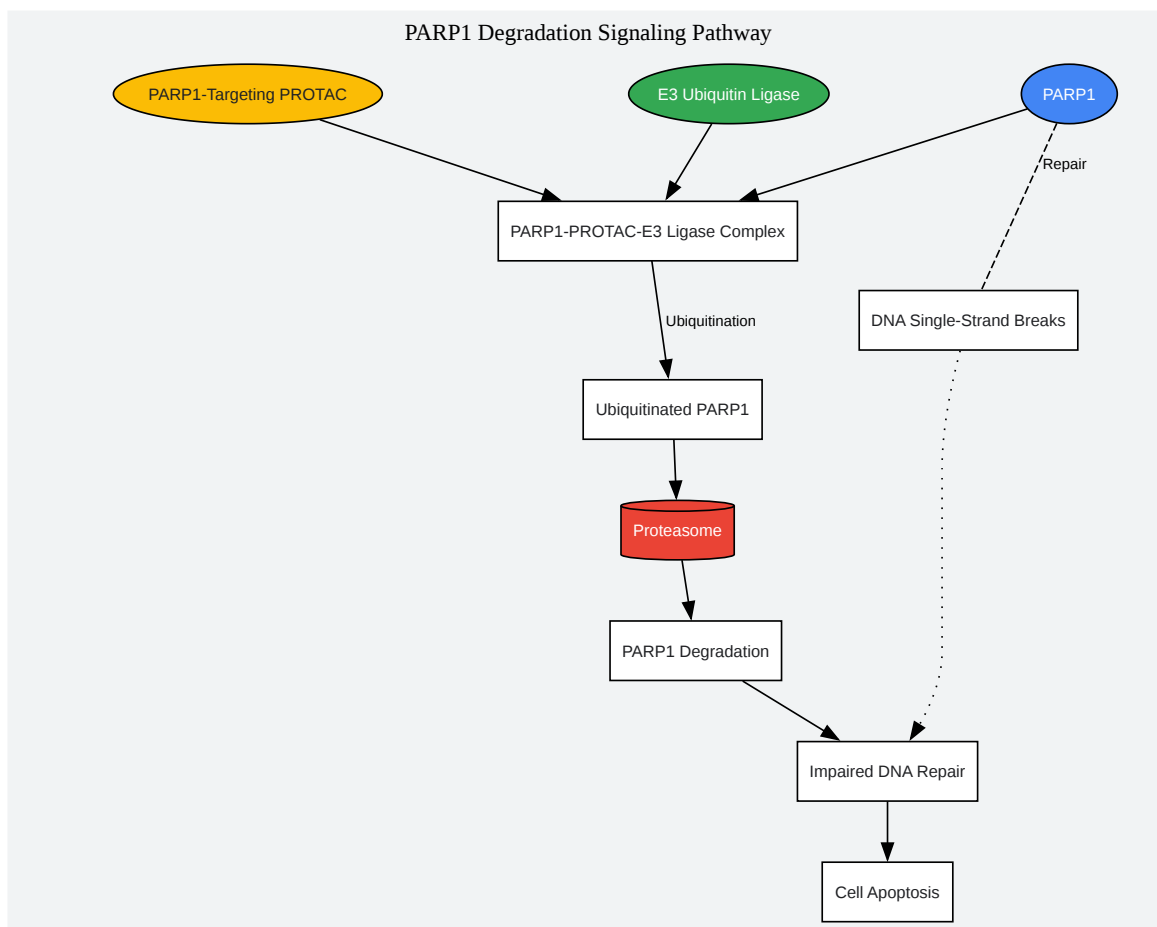 PARP1 Degradation Signaling Pathway
PARP1-Targeting PROTAC
E3 Ubiquitin Ligase
PARP1
Repair
PARP1-PROTAC-E3 Ligase Complex
DNA Single-Strand Breaks
Ubiquitination
Ubiquitinated PARP1
Proteasome
PARP1 Degradation
Impaired DNA Repair
Cell Apoptosis